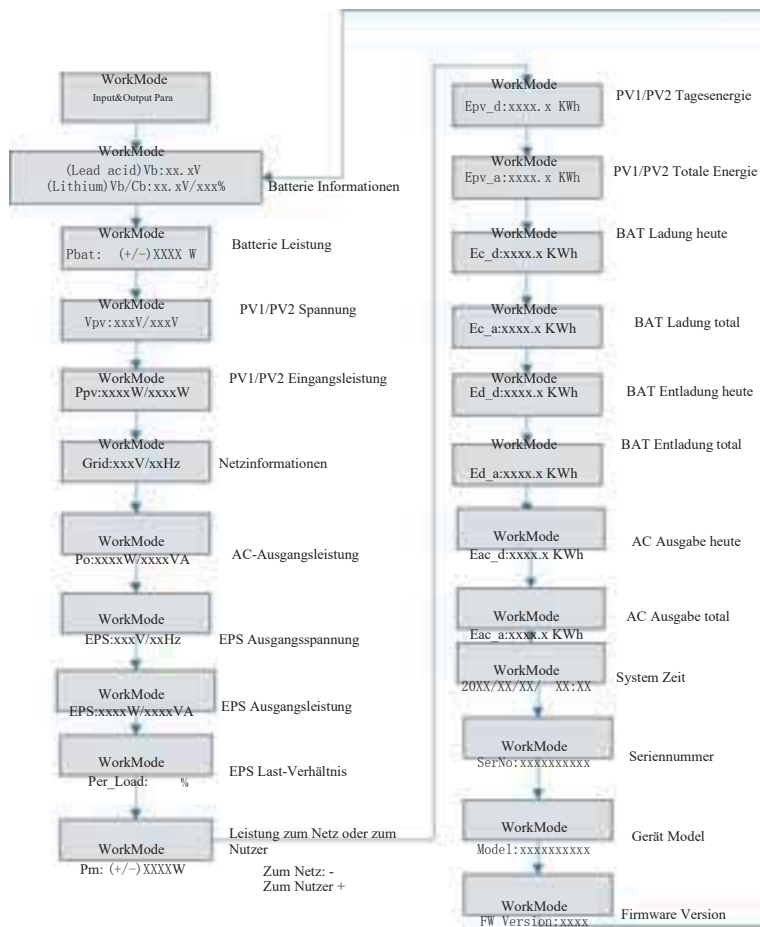 WorkMode
Input&Output Para
WorkMode
(Lead acid)Vb:xx.xV
(Lithium)Vb/Cb:xx.xV/xxx%
Batterie Informationen
WorkMode
Pbat: (+/-)XXXX W
Batterie Leistung
WorkMode
Vpv:xxxV/xxxV
PV1/PV2 Spannung
WorkMode
Ppv:xxxxW/xxxxW
PV1/PV2 Eingangsleistung
WorkMode
Grid:xxxV/xxHz
Netzinformationen
WorkMode
Po:xxxxW/xxxxVA
AC-Ausgangsleistung
WorkMode
EPS:xxxV/xxHz
EPS Ausgangsspannung
WorkMode
EPS:xxxxW/xxxxVA
EPS Ausgangsleistung
WorkMode
Per_Load: %
EPS Last-Verhältnis
WorkMode
Pm: (+/-)XXXXW
Leistung zum Netz oder zum
Nutzer
Zum Netz: -
Zum Nutzer +
WorkMode
Epv_d:xxxx.x KWh
PV1/PV2 Tagesenergie
WorkMode
Epv_a:xxxx.x KWh
PV1/PV2 Totale Energie
WorkMode
Ec_d:xxxx.x KWh
BAT Ladung heute
WorkMode
Ec_a:xxxx.x KWh
BAT Ladung total
WorkMode
Ed_d:xxxx.x KWh
BAT Entladung heute
WorkMode
Ed_a:xxxx.x KWh
BAT Entladung total
WorkMode
Eac_d:xxxx.x KWh
AC Ausgabe heute
WorkMode
Eac_a:xxxx.x KWh
AC Ausgabe total
WorkMode
20XX/XX/XX/ XX:XX
System Zeit
WorkMode
SerNo:xxxxxxxxxx
Seriennummer
WorkMode
Model:xxxxxxxxxx
Gerät Model
WorkMode
FW Version:xxxx
Firmware Version